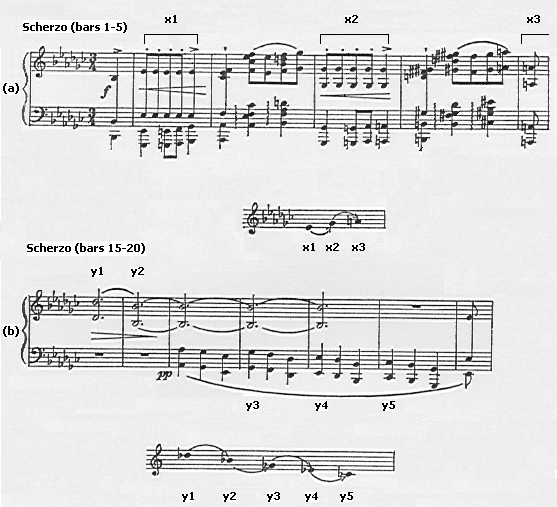 x1 x2 x3
Scherzo (bars 1-5)
(a)
f
x1 x2 x3
Scherzo (bars 15-20)
y1 y2
(b)
pp
y3 y4 y5
y1 y2 y3 y4 y5